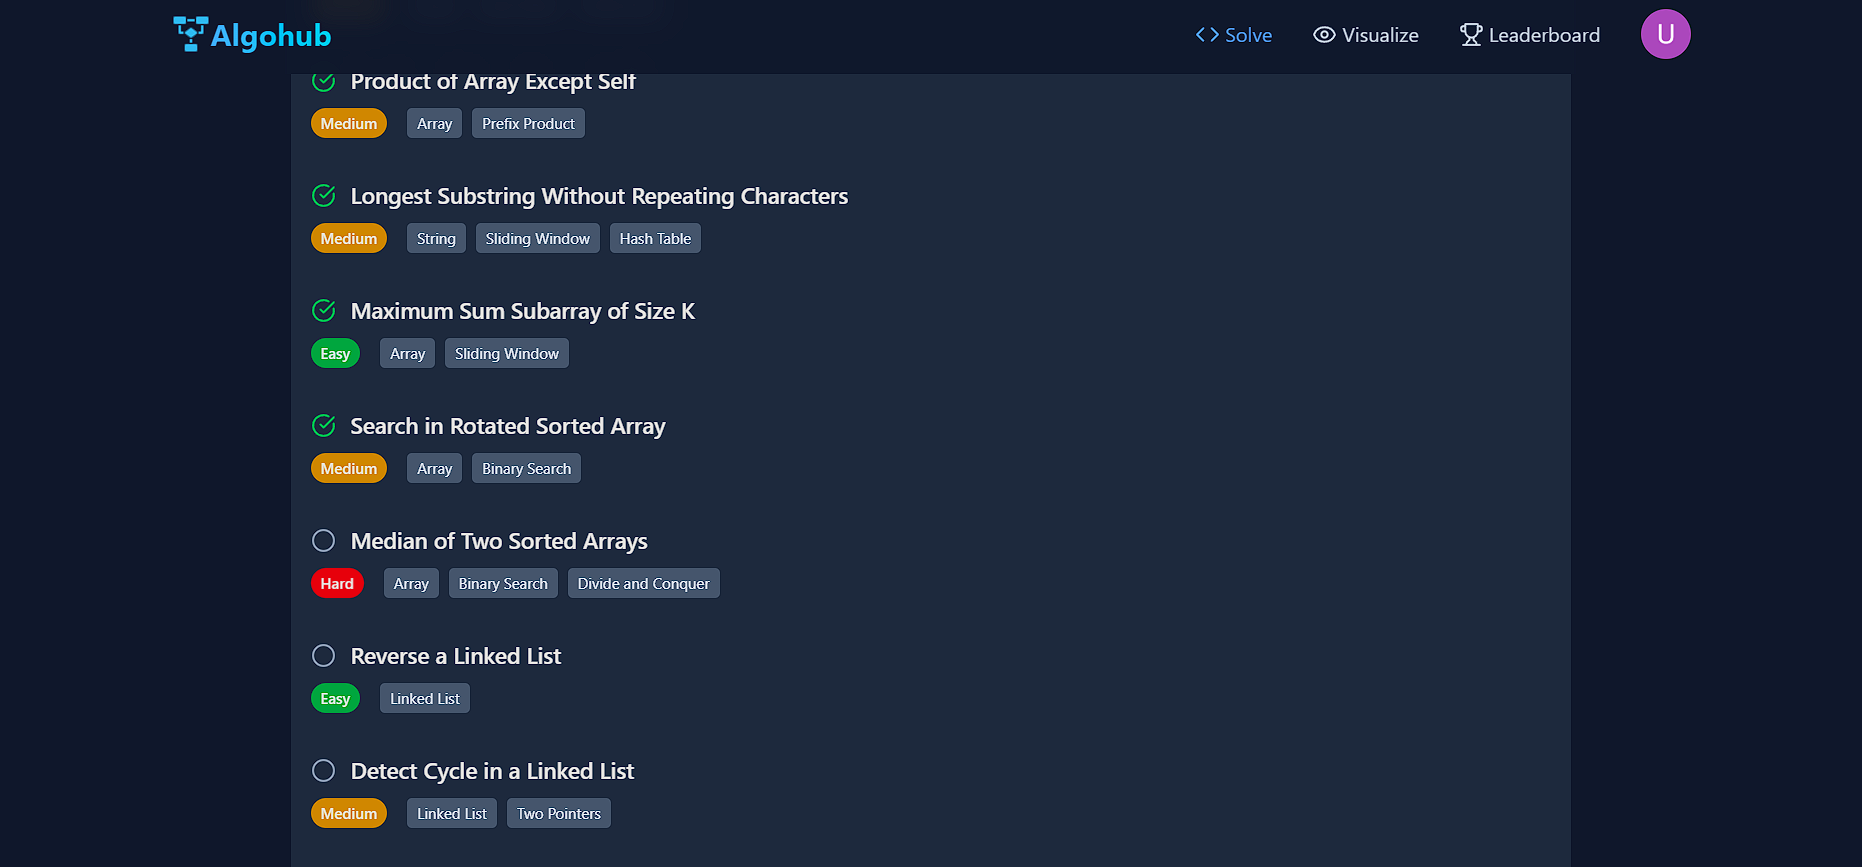 Algohub
Solve Visualize Leaderboard U
Product of Array Except Self
Medium Array Prefix Product
Longest Substring Without Repeating Characters
Medium String Sliding Window Hash Table
Maximum Sum Subarray of Size K
Easy Array Sliding Window
Search in Rotated Sorted Array
Medium Array Binary Search
Median of Two Sorted Arrays
Hard Array Binary Search Divide and Conquer
Reverse a Linked List
Easy Linked List
Detect Cycle in a Linked List
Medium Linked List Two Pointers